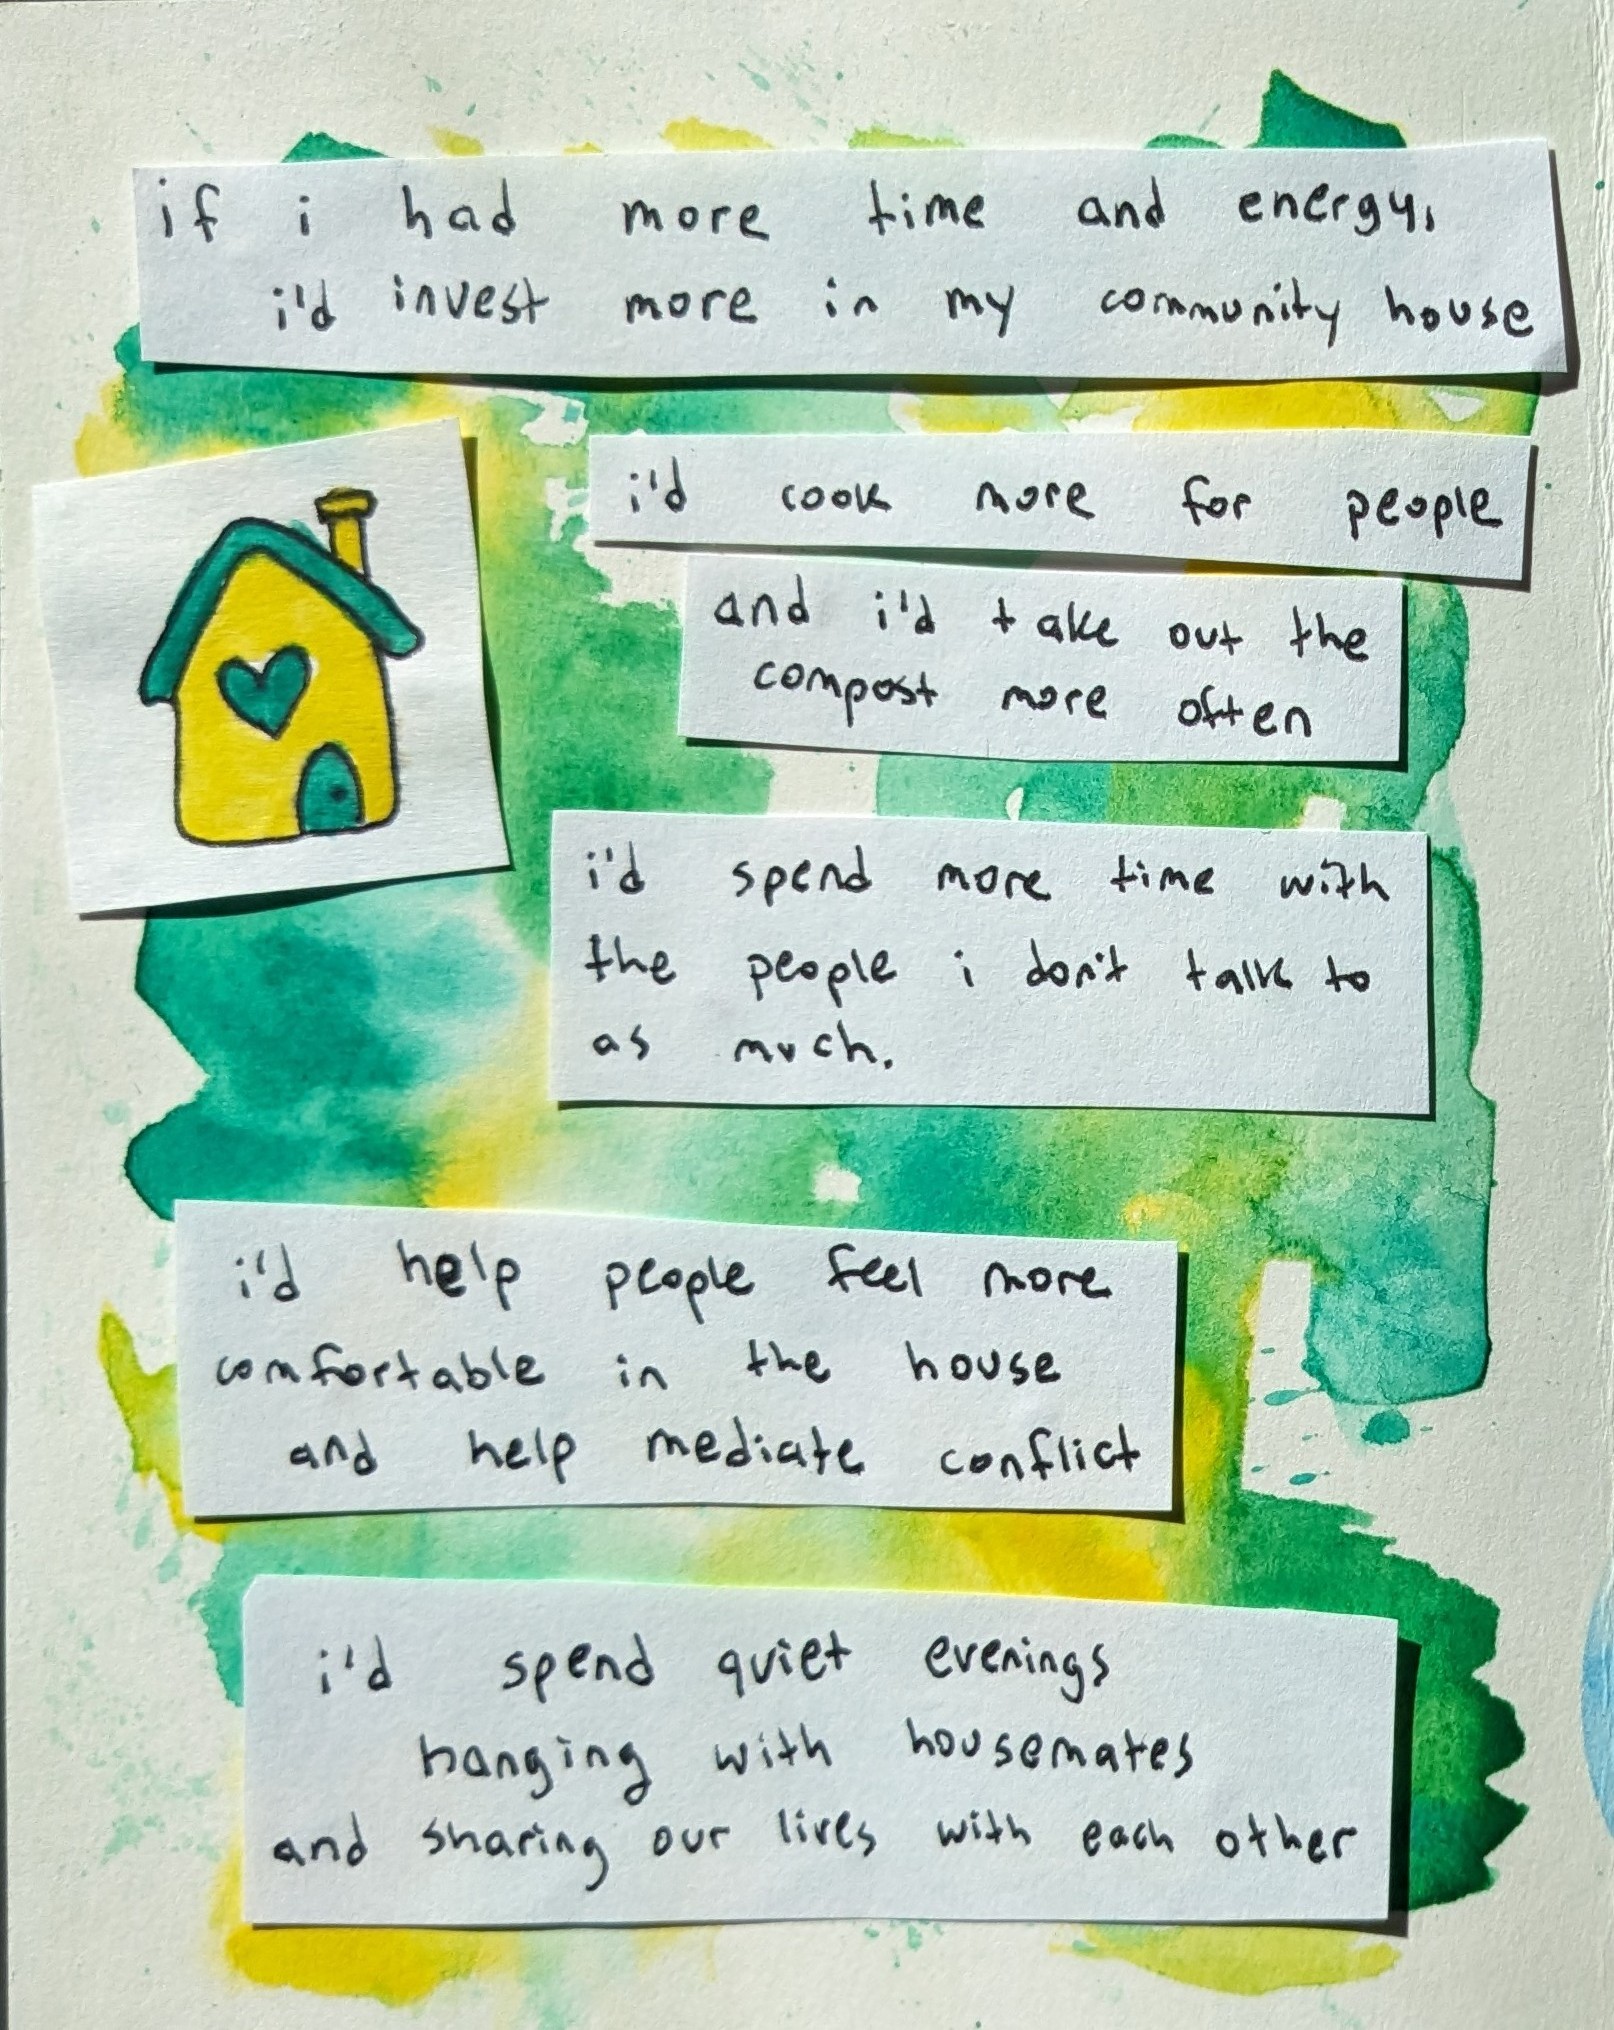 if i had more time and energy,
i'd invest more in my community house
i'd cook more for people
and i'd take out the
compost more often
i'd spend more time with
the people i don't talk to
as much.
i'd help people feel more
comfortable in the house
and help mediate conflict
i'd spend quiet evenings
hanging with housemates
and sharing our lives with each other